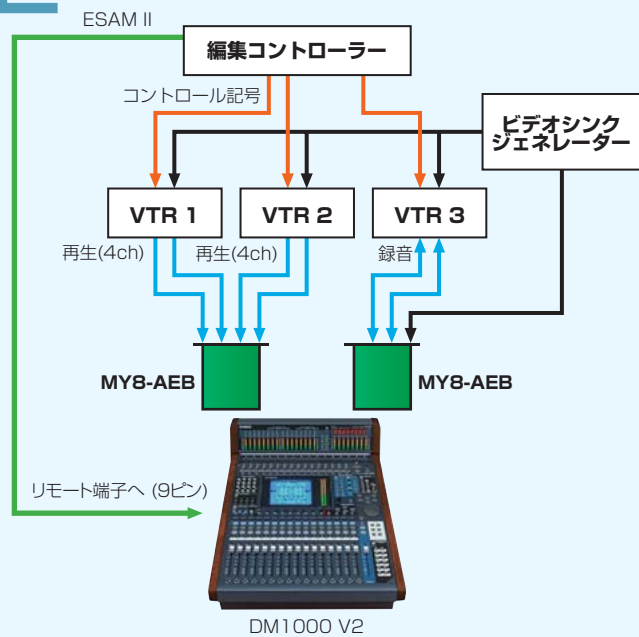 ESAM II
編集コントローラー
コントロール記号
ビデオシンク
ジェネレーター
VTR 1
VTR 2
VTR 3
再生(4ch)
再生(4ch)
録音
MY8-AEB
MY8-AEB
リモート端子へ (9ピン)
DM1000 V2